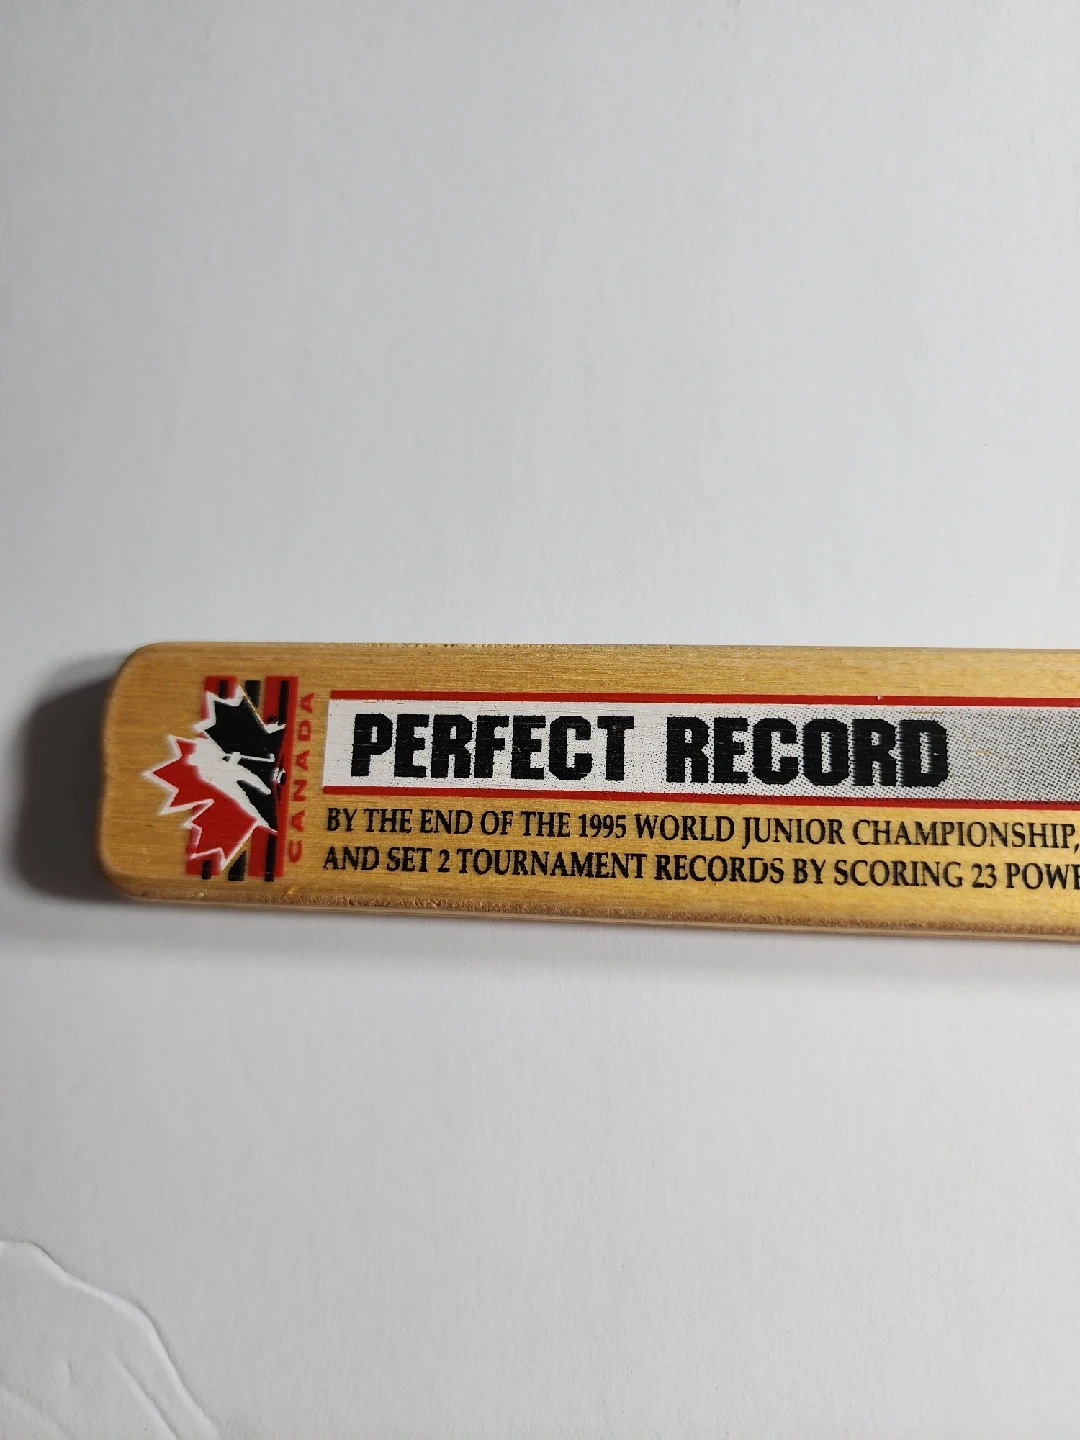 CANADA
PERFECT RECORD
BY THE END OF THE 1995 WORLD JUNIOR CHAMPIONSHIP,
AND SET 2 TOURNAMENT RECORDS BY SCORING 23 POWE